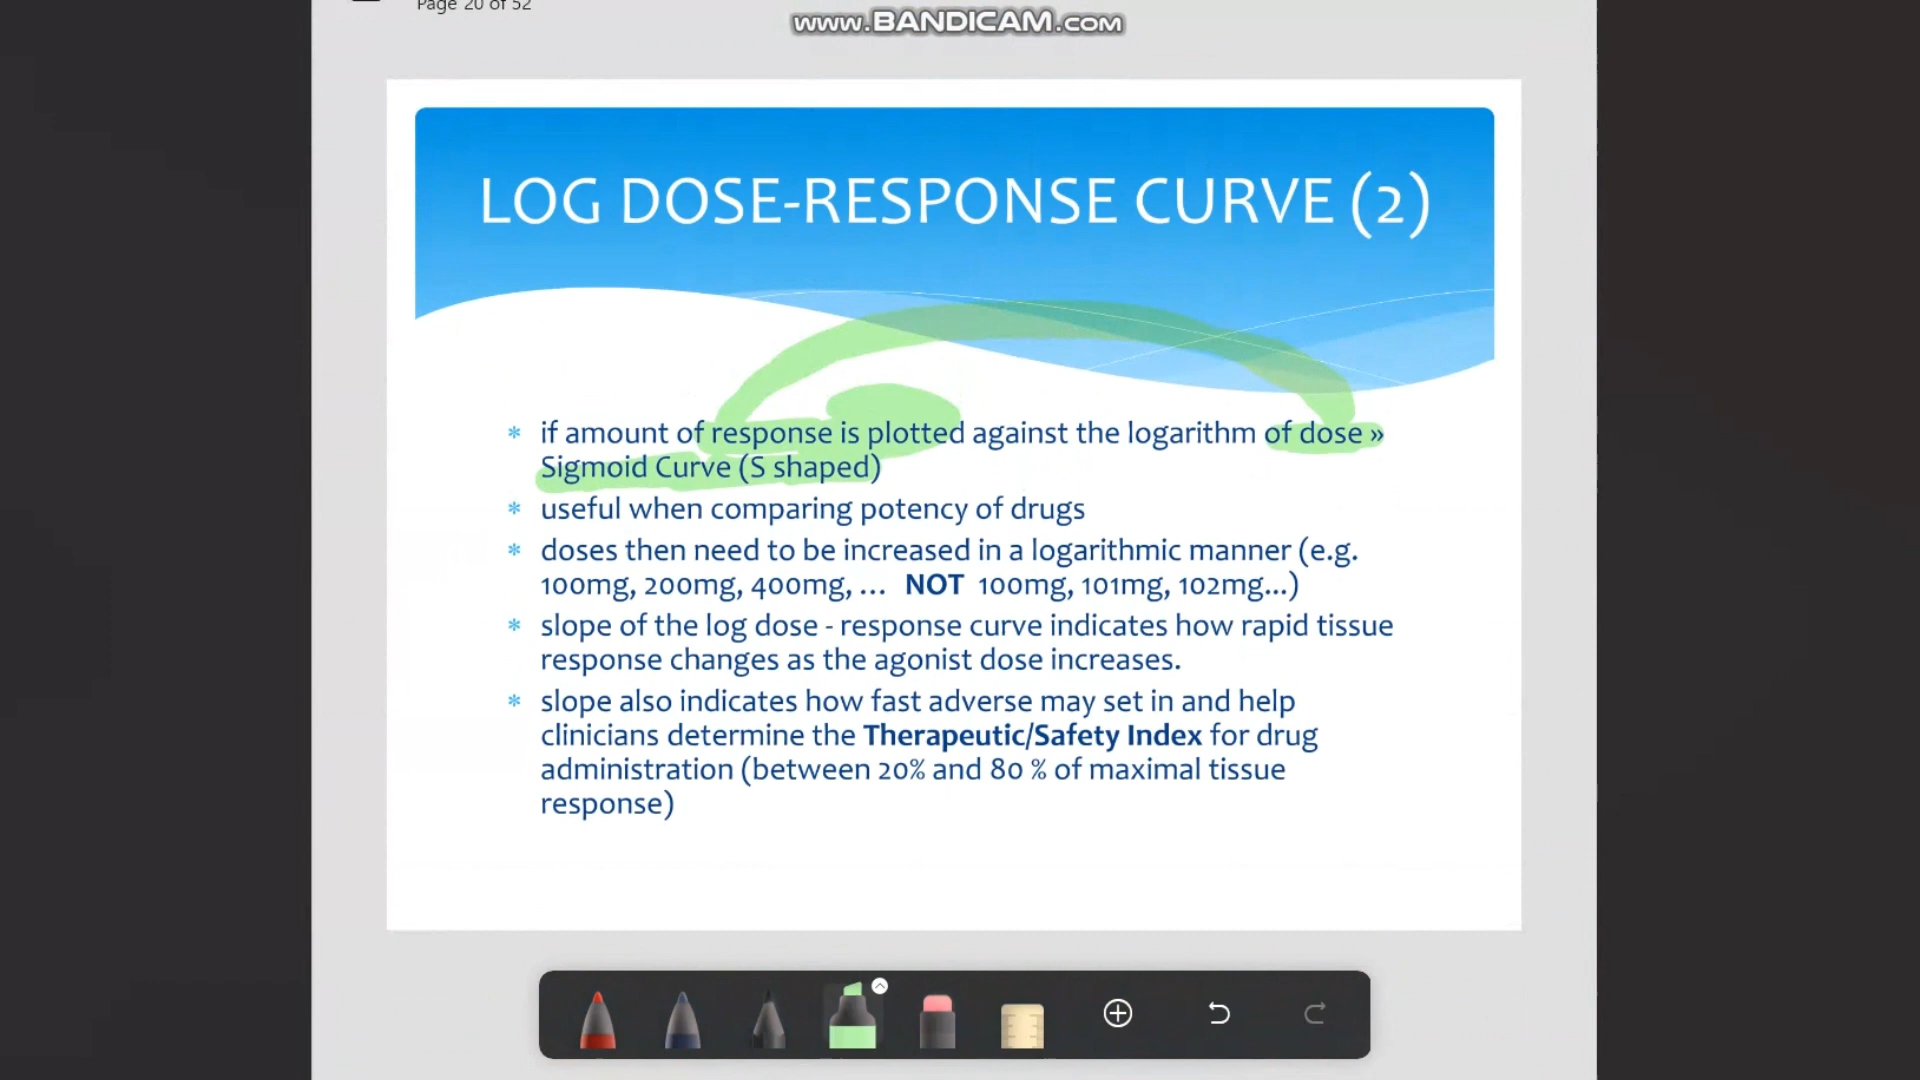 Page 20 of 52
www.BANDICAM.com
LOG DOSE-RESPONSE CURVE (2)
* if amount of response is plotted against the logarithm of dose »
Sigmoid Curve (S shaped)
* useful when comparing potency of drugs
* doses then need to be increased in a logarithmic manner (e.g.
100mg, 200mg, 400mg, ... NOT 100mg, 101mg, 102mg...)
* slope of the log dose - response curve indicates how rapid tissue
response changes as the agonist dose increases.
* slope also indicates how fast adverse may set in and help
clinicians determine the Therapeutic/Safety Index for drug
administration (between 20% and 80 % of maximal tissue
response)